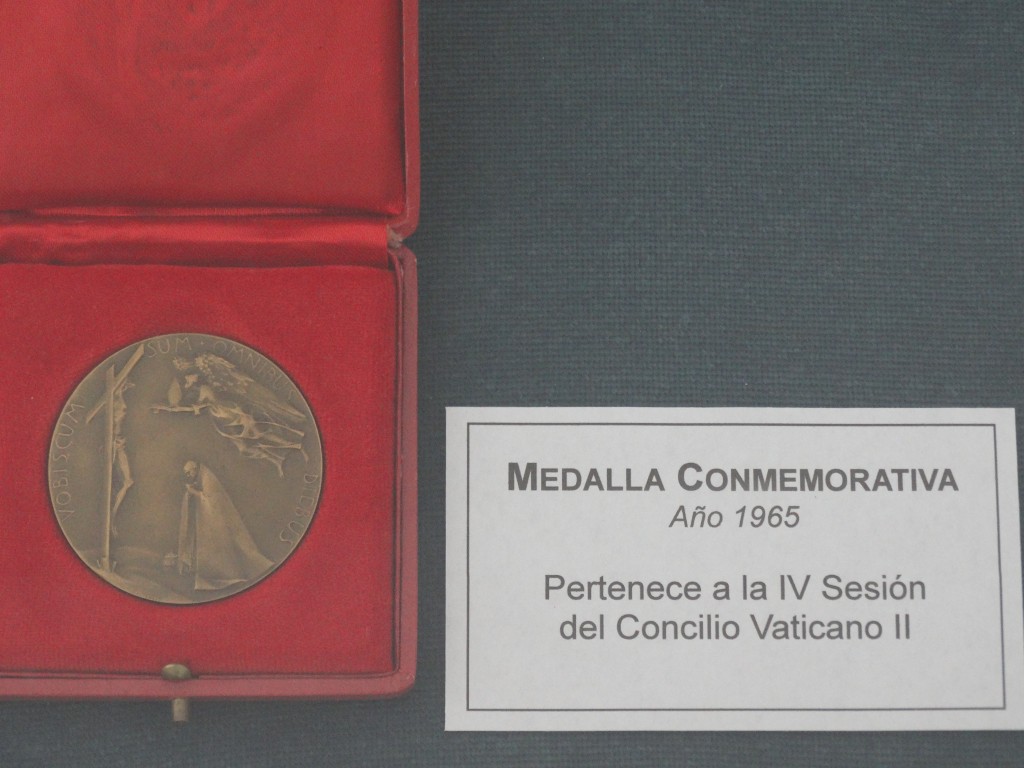 VOBISCUM SUM · OMNIBUS DIEBUS
MEDALLA CONMEMORATIVA
Año 1965
Pertenece a la IV Sesión
del Concilio Vaticano II